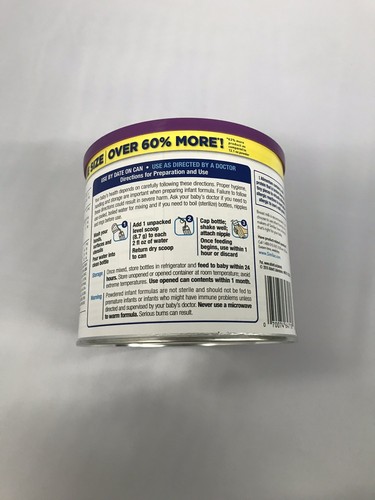 SIZE OVER 60% MORE*!
USE BY DATE ON CAN • USE AS DIRECTED BY A DOCTOR
Directions for Preparation and Use
Your baby's health depends on carefully following these directions. Proper hygiene,
handling and storage are important when preparing infant formula. Failure to follow
these directions could result in severe harm. Ask your baby's doctor if you need to
use cooled, boiled water for mixing and if you need to boil (sterilize) bottles, nipples
and rings before use.
Wash your
hands,
surfaces and
utensils
Pour water into
clean bottle
1
Add 1 unpacked
level scoop
(8.7 g) to each
2 fl oz of water
Return dry scoop
to can
2
Cap bottle;
shake well;
attach nipple
Once feeding
begins, use within 1
hour or discard
3
Storage Once mixed, store bottles in refrigerator and feed to baby within 24
hours. Store unopened or opened container at room temperature; avoid
extreme temperatures. Use opened can contents within 1 month.
Warning Powdered infant formulas are not sterile and should not be fed to
premature infants or infants who might have immune problems unless
directed and supervised by your baby's doctor. Never use a microwave
to warm formula. Serious burns can result.